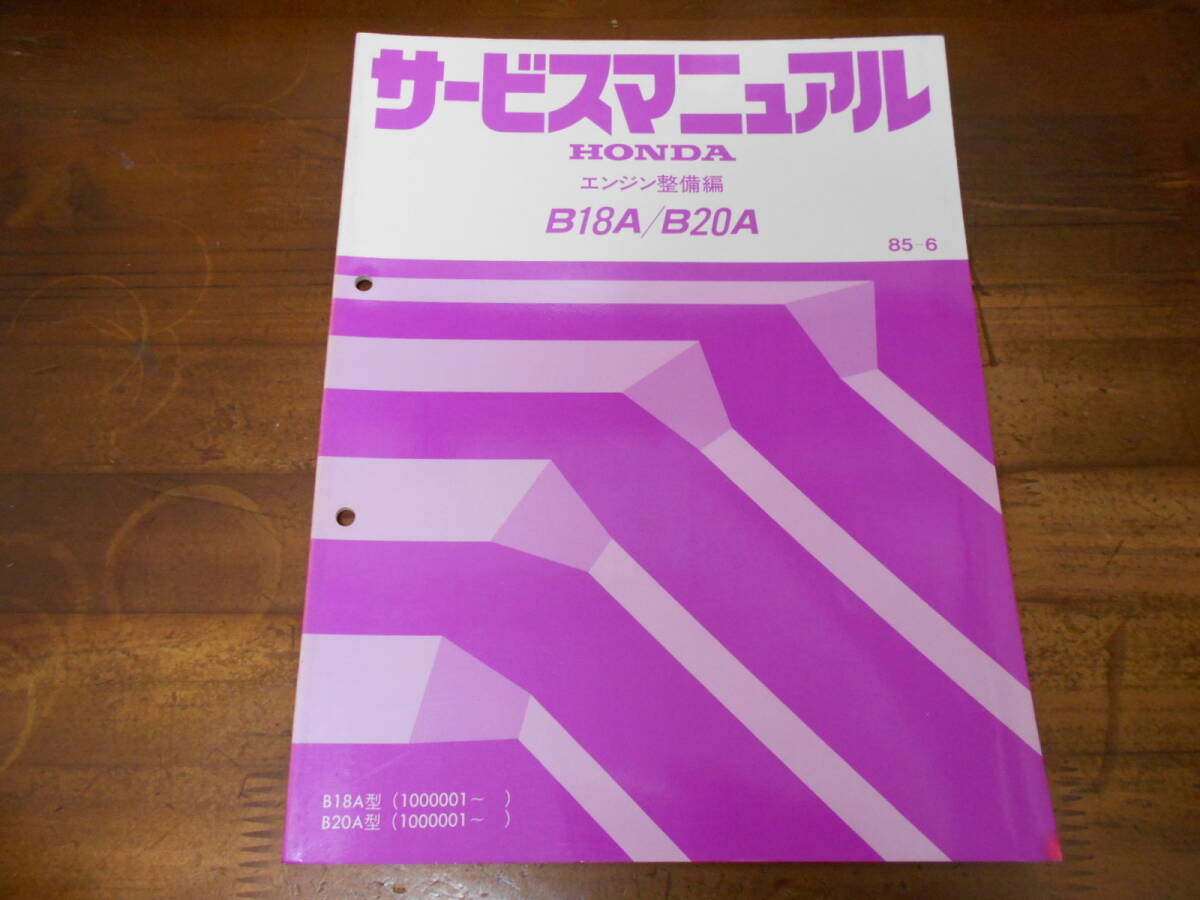 サービスマニュアル
HONDA
エンジン整備編
B18A/B20A
85-6
B18A型 (1000001~ )
B20A型 (1000001~ )